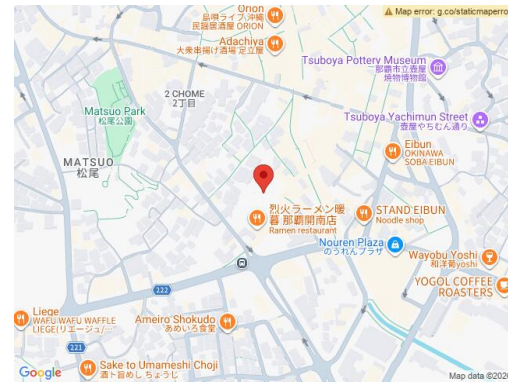 Orion
島唄ライブ 沖縄
民謡居酒屋 ORION
Map error: g.co/staticmaperro
Adachiya
大衆串揚げ酒場 足立屋
Tsuboya Pottery Museum
那覇市立壺屋
焼物博物館
2 CHOME
2丁目
Matsuo Park
松尾公園
Tsuboya Yachimun Street
壺屋やちむん通り
Eibun
OKINAWA
SOBA EIBUN
MATSUO
松尾
烈火ラーメン暖
暮 那覇開南店
Ramen restaurant
STAND EIBUN
Noodle shop
Nouren Plaza
のうれんプラザ
Wayobu Yoshi
和洋葡yoshi
YOGOL COFFEE
ROASTERS
222
222
Liege
WAFU WAFU WAFFLE
LIEGE(リエージュ/…
Ameiro Shokudo
あめいろ食堂
221
221
Sake to Umameshi Choji
酒ト旨めし ちょうじ
Google
Map data ©2026